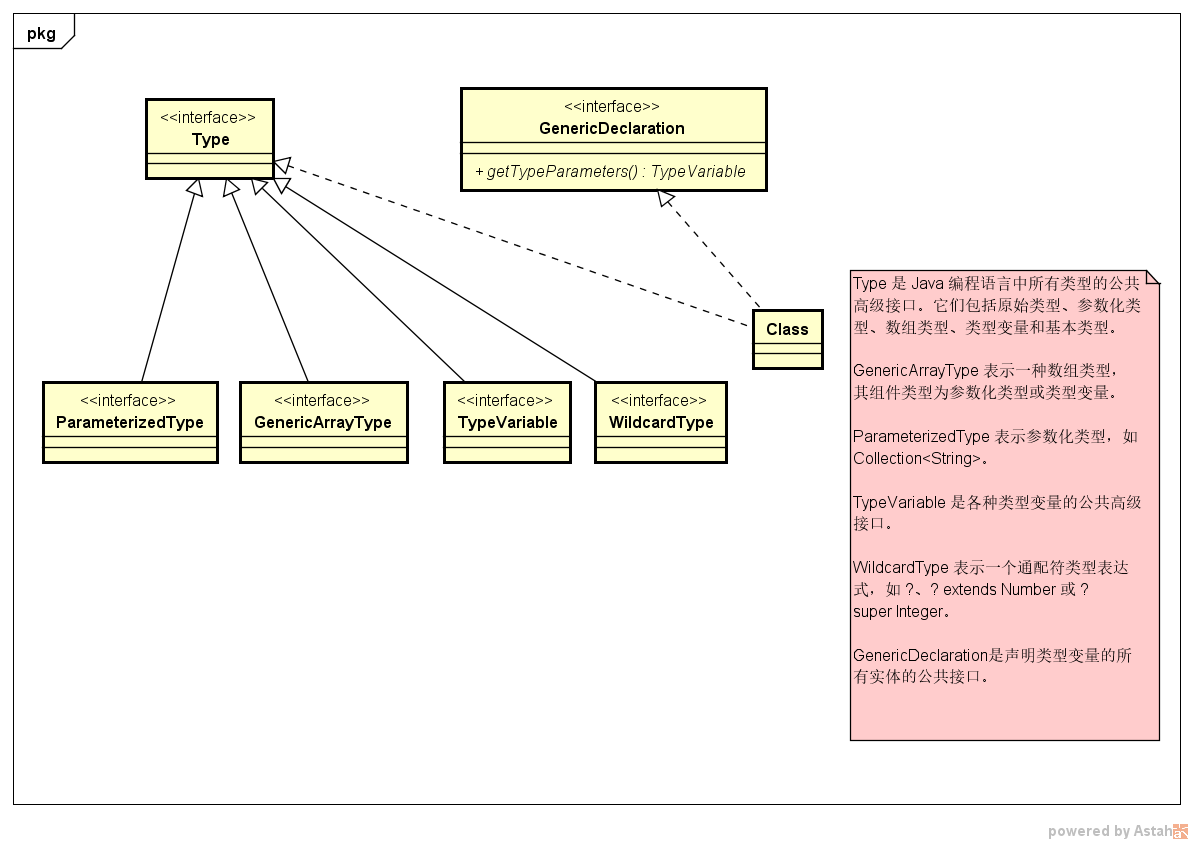 pkg
<<interface>>
Type
<<interface>>
GenericDeclaration
+ getTypeParameters() : TypeVariable
Class
<<interface>>
ParameterizedType
<<interface>>
GenericArrayType
<<interface>>
TypeVariable
<<interface>>
WildcardType
Type 是 Java 编程语言中所有类型的公共
高级接口。它们包括原始类型、参数化类
型、数组类型、类型变量和基本类型。
GenericArrayType 表示一种数组类型，
其组件类型为参数化类型或类型变量。
ParameterizedType 表示参数化类型，如
Collection<String>。
TypeVariable 是各种类型变量的公共高级
接口。
WildcardType 表示一个通配符类型表达
式，如 ?、? extends Number 或 ?
super Integer。
GenericDeclaration是声明类型变量的所
有实体的公共接口。
powered by Astah